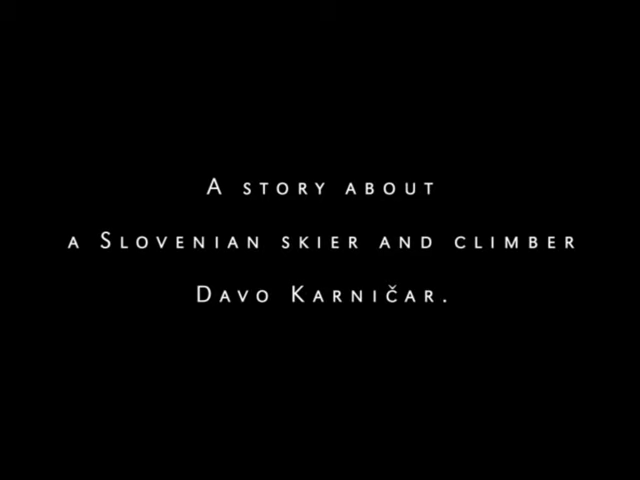 A STORY ABOUT
A SLOVENIAN SKIER AND CLIMBER
DAVO KARNIČAR.